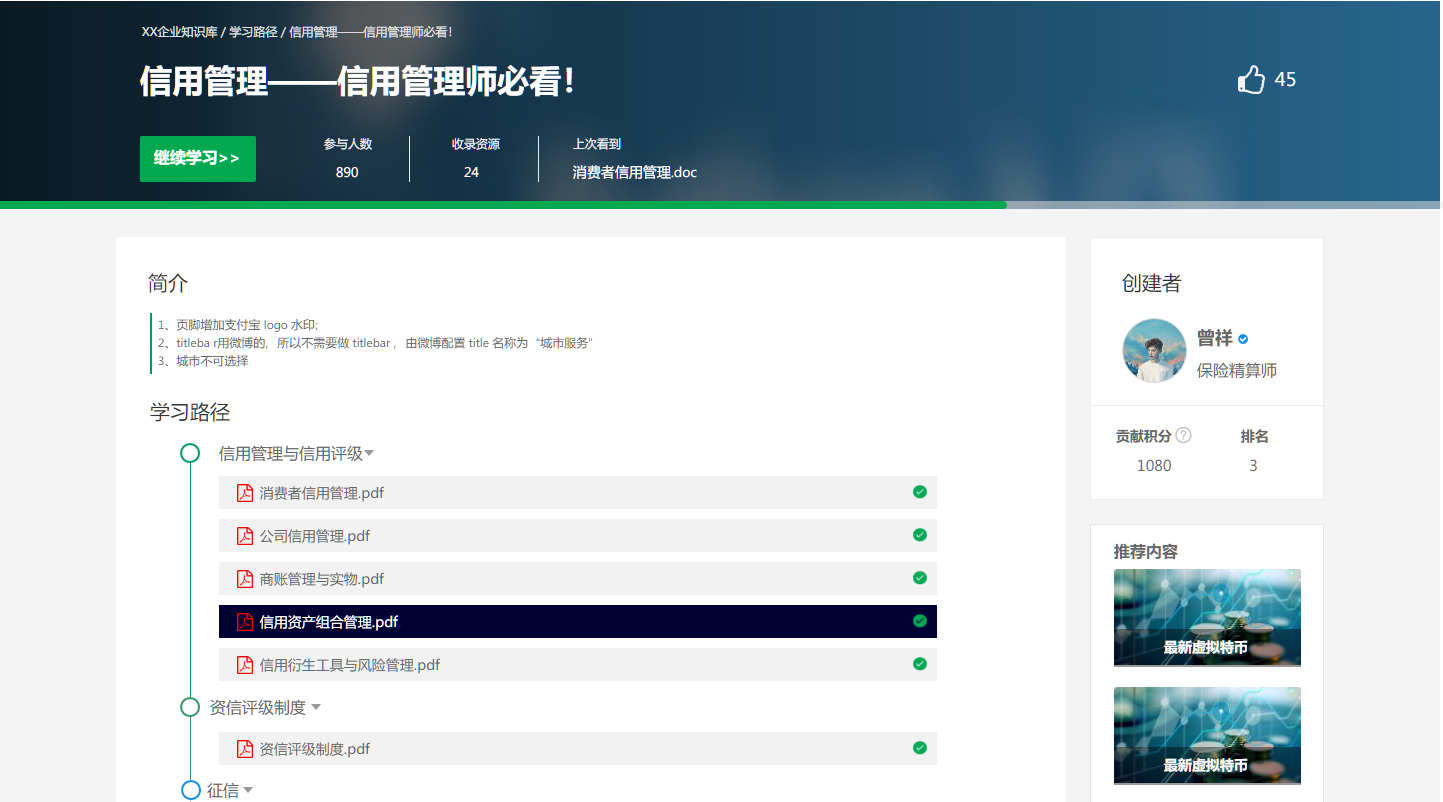 XX企业知识库 / 学习路径 / 信用管理——信用管理师必看！
信用管理——信用管理师必看！
45
继续学习>>
参与人数
890
收录资源
24
上次看到
消费者信用管理.doc
简介
1、页脚增加支付宝 logo 水印;
2、titleba r用微博的，所以不需要做 titlebar ，由微博配置 title 名称为“城市服务”
3、城市不可选择
学习路径
信用管理与信用评级
消费者信用管理.pdf
公司信用管理.pdf
商账管理与实物.pdf
信用资产组合管理.pdf
信用衍生工具与风险管理.pdf
资信评级制度
资信评级制度.pdf
征信
创建者
曾祥
保险精算师
贡献积分 ?
1080
排名
3
推荐内容
最新虚拟特币
最新虚拟特币